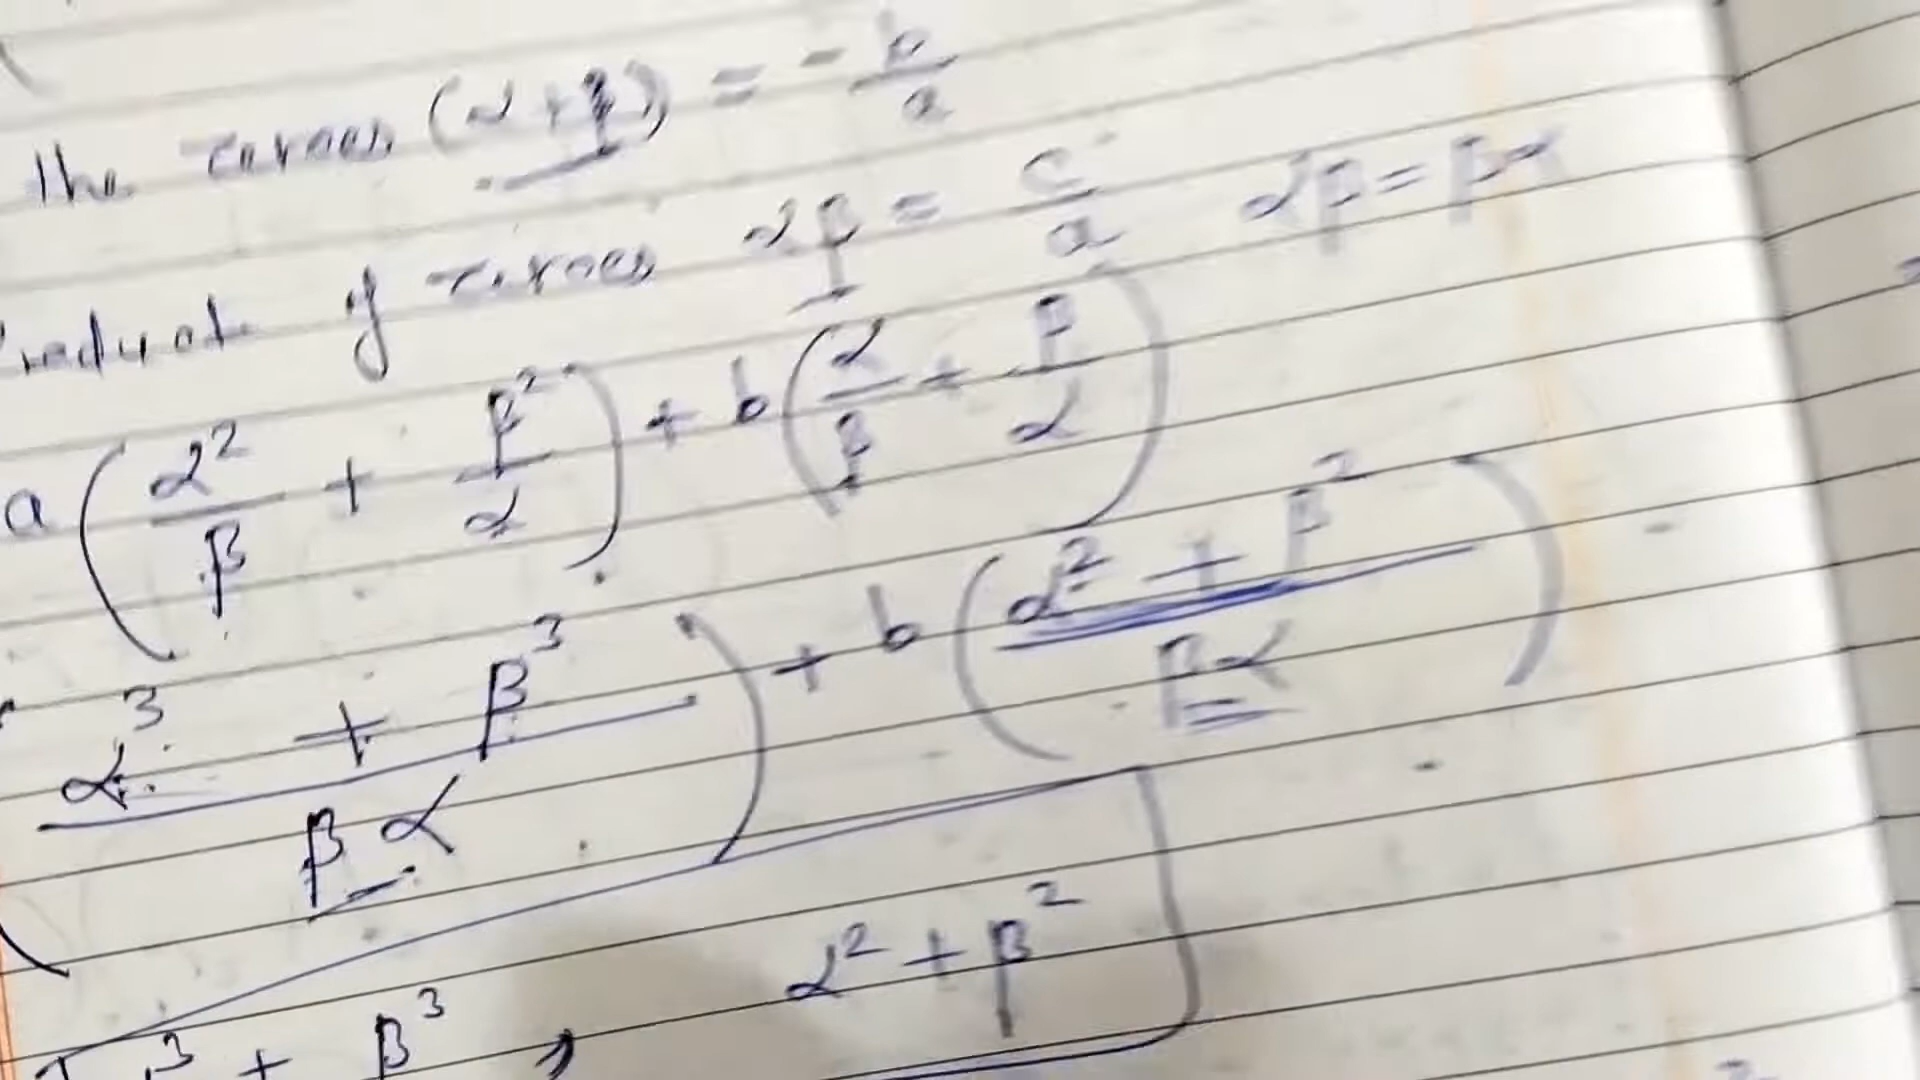 the zeroes (α+β) = -b/a
Product of zeroes αβ = c/a αβ = βα
a(α²/β + β²/α) + b(α/β + β/α)
(α³ + β³/βα) + b(α² + β²/βα)
α³ + β³, α² + β²